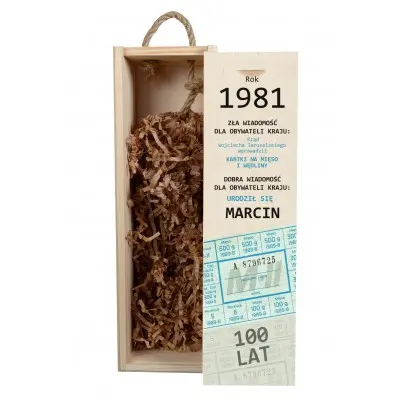 Rok
1981
ZŁA WIADOMOŚĆ
DLA OBYWATELI KRAJU:
Rząd
Wojciecha Jaruzelskiego
wprowadził
KARTKI NA MIĘSO
I WĘDLINY
DOBRA WIADOMOŚĆ
DLA OBYWATELI KRAJU:
URODZIŁ SIĘ
MARCIN
A 8796725
100
LAT